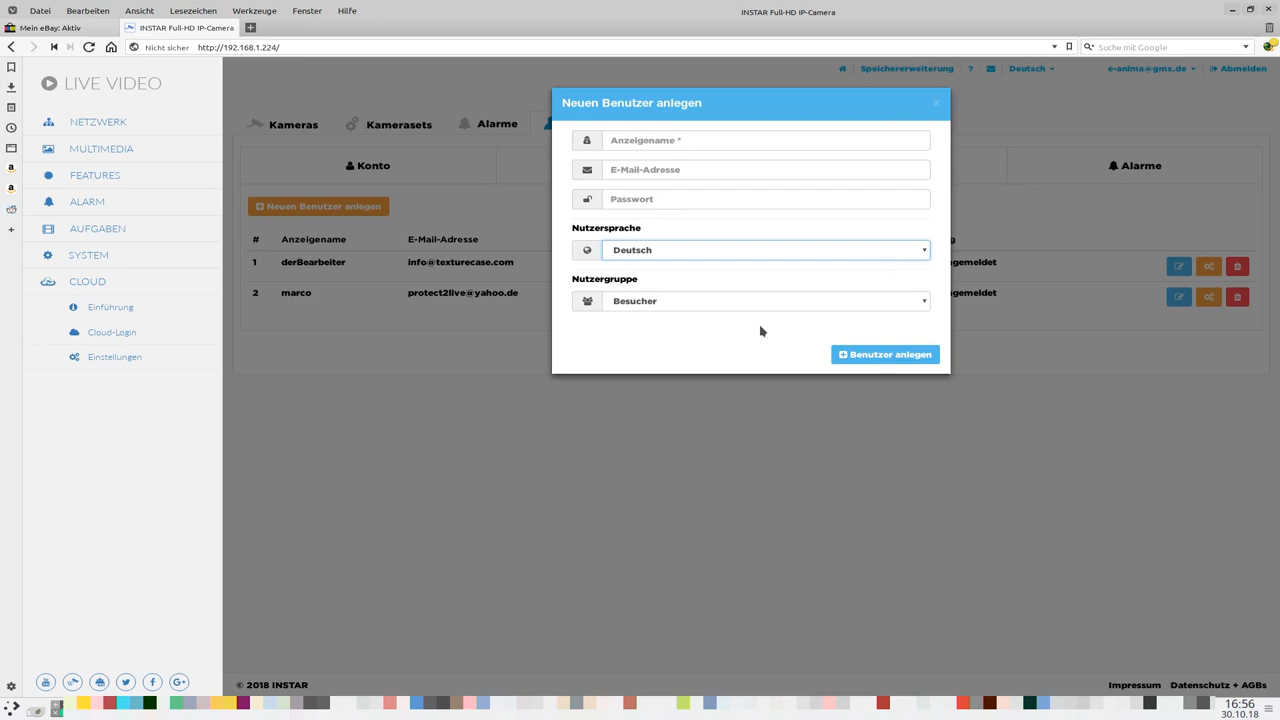 Datei Bearbeiten Ansicht Lesezeichen Werkzeuge Fenster Hilfe
INSTAR Full-HD IP-Camera
Mein eBay: Aktiv
INSTAR Full-HD IP-Camera
Nicht sicher http://192.168.1.224/
Suche mit Google
LIVE VIDEO
Speichererweiterung ? Deutsch e-anima@gmx.de Abmelden
Neuen Benutzer anlegen ×
NETZWERK
Kameras Kamerasets Alarme
Anzeigename *
MULTIMEDIA
Konto
E-Mail-Adresse
Alarme
FEATURES
Passwort
ALARM
Neuen Benutzer anlegen
AUFGABEN
Nutzersprache
# Anzeigename E-Mail-Adresse
g
Deutsch
SYSTEM
1 derBearbeiter info@texturecase.com
gemeldet
CLOUD
Nutzergruppe
2 marco protect2live@yahoo.de
gemeldet
Besucher
Einführung
Cloud-Login
Einstellungen
Benutzer anlegen
© 2018 INSTAR
Impressum Datenschutz + AGBs
16:56
30.10.18